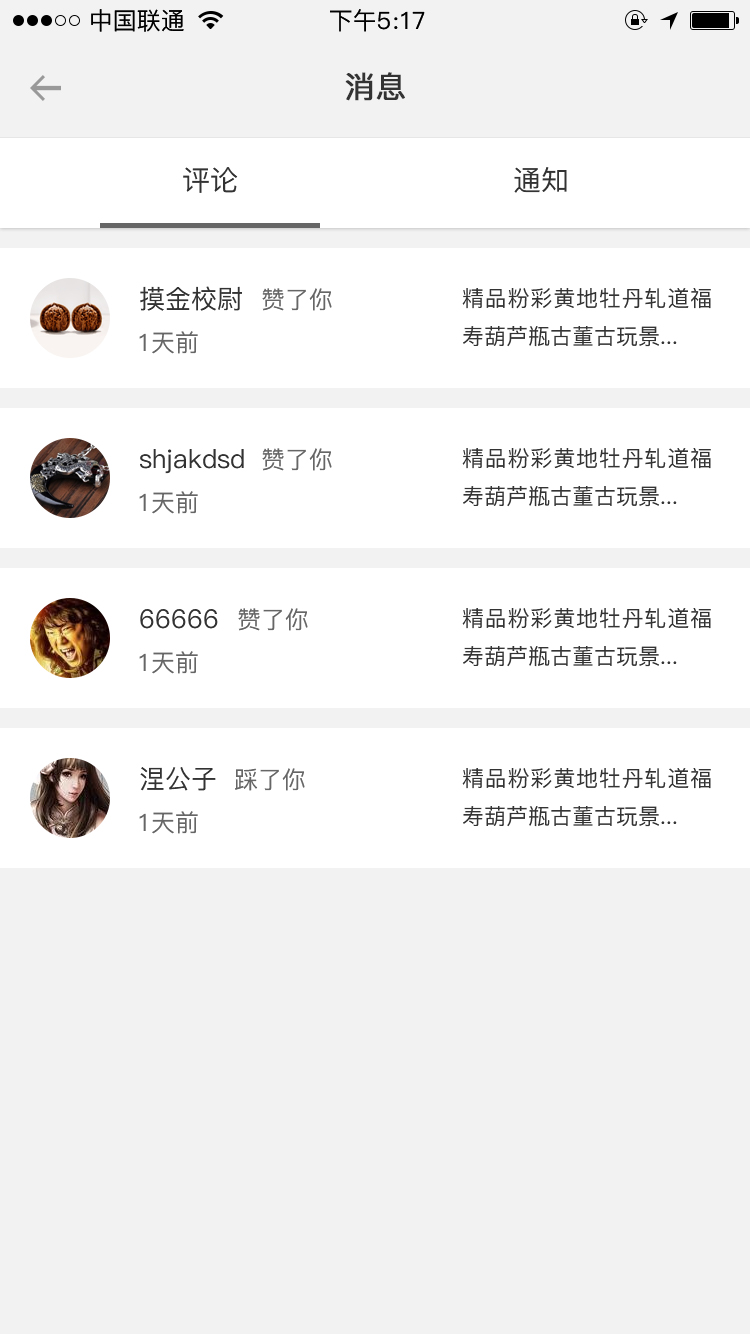 中国联通 下午5:17
消息
评论 通知
摸金校尉 赞了你 精品粉彩黄地牡丹轧道福
1天前 寿葫芦瓶古董古玩景...
shjakdsd 赞了你 精品粉彩黄地牡丹轧道福
1天前 寿葫芦瓶古董古玩景...
66666 赞了你 精品粉彩黄地牡丹轧道福
1天前 寿葫芦瓶古董古玩景...
涅公子 踩了你 精品粉彩黄地牡丹轧道福
1天前 寿葫芦瓶古董古玩景...